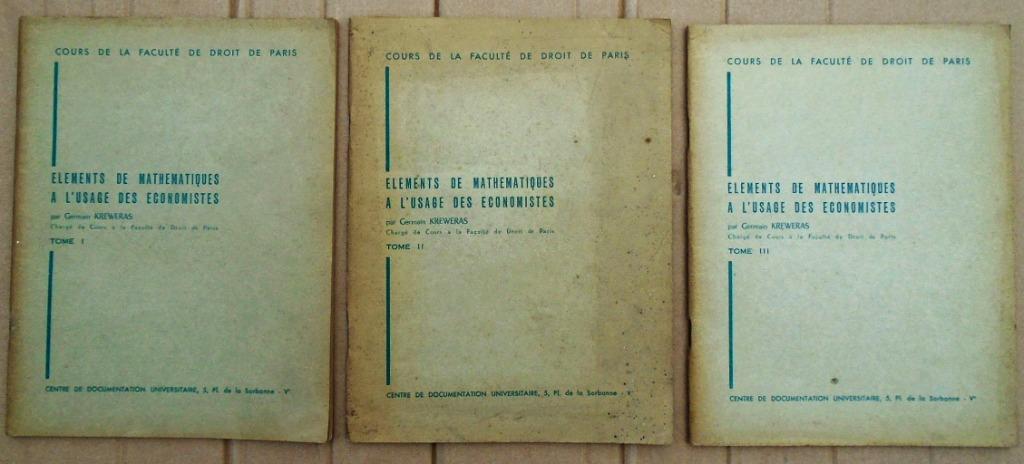 COURS DE LA FACULTÉ DE DROIT DE PARIS
ELEMENTS DE MATHEMATIQUES
A L'USAGE DES ECONOMISTES
par Germain KREWERAS
Chargé de Cours à la Faculté de Droit de Paris
TOME I
CENTRE DE DOCUMENTATION UNIVERSITAIRE, 5, Pl. de la Sorbonne - Vᵉ
COURS DE LA FACULTÉ DE DROIT DE PARIS
ELEMENTS DE MATHEMATIQUES
A L'USAGE DES ECONOMISTES
par Germain KREWERAS
Chargé de Cours à la Faculté de Droit de Paris
TOME II
CENTRE DE DOCUMENTATION UNIVERSITAIRE, 5, Pl. de la Sorbonne - Vᵉ
COURS DE LA FACULTÉ DE DROIT DE PARIS
ELEMENTS DE MATHEMATIQUES
A L'USAGE DES ECONOMISTES
par Germain KREWERAS
Chargé de Cours à la Faculté de Droit de Paris
TOME III
CENTRE DE DOCUMENTATION UNIVERSITAIRE, 5, Pl. de la Sorbonne - Vᵉ